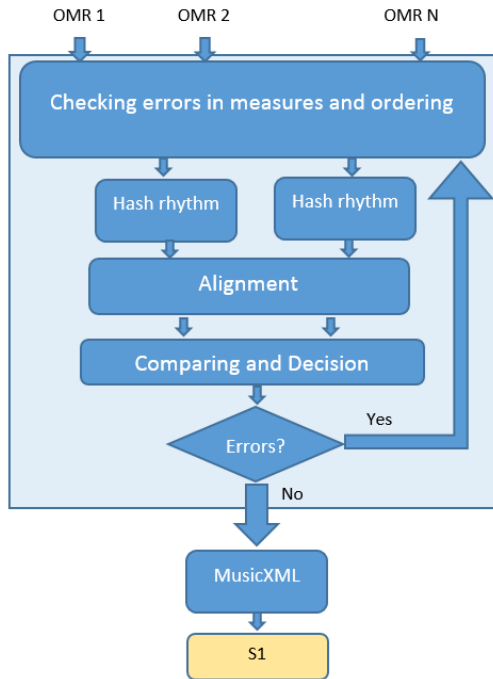 OMR 1 OMR 2 OMR N
Checking errors in measures and ordering
Hash rhythm Hash rhythm
Alignment
Comparing and Decision
Yes
Errors?
No
MusicXML
S1